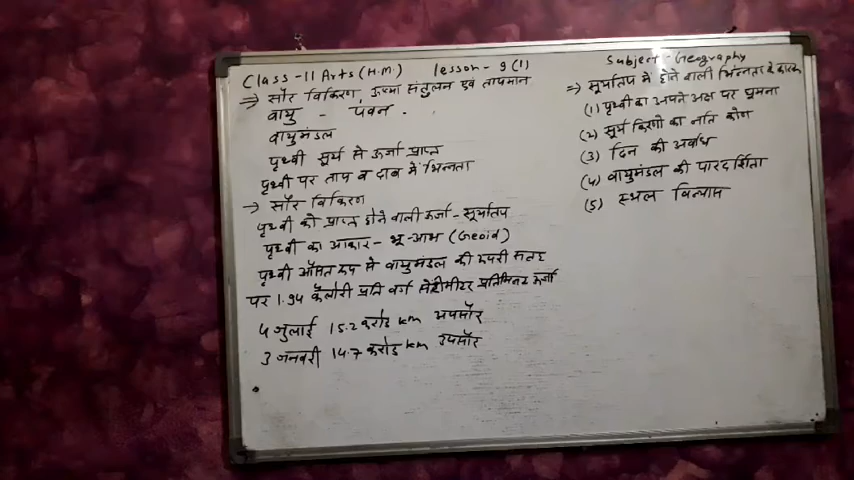 Class -11 Arts (H.M.) lesson - 9 (1)
⇒ सौर विकिरण, ऊष्मा संतुलन एवं तापमान
वायु - पवन .
वायुमंडल
पृथ्वी सूर्य से ऊर्जा प्राप्त
पृथ्वी पर ताप व दाब में भिन्नता
→ सौर विकिरण
पृथ्वी को प्राप्त होने वाली ऊर्जा - सूर्यातप
पृथ्वी का आकार - भू-आभ (Geoid)
पृथ्वी औसत रूप से वायुमंडल की ऊपरी सतह
पर 1.94 कैलोरी प्रति वर्ग सेंटीमीटर प्रतिमिनट ऊर्जा
4 जुलाई 15.2 करोड़ km अपसौर
3 जनवरी 14.7 करोड़ km उपसौर
Subject - Geography
⇒ सूर्यातप में होने वाली भिन्नता के कारक
(1) पृथ्वी का अपने अक्ष पर घूमना
(2) सूर्य किरणों का नति कोण
(3) दिन की अवधि
(4) वायुमंडल की पारदर्शिता
(5) स्थल विन्यास